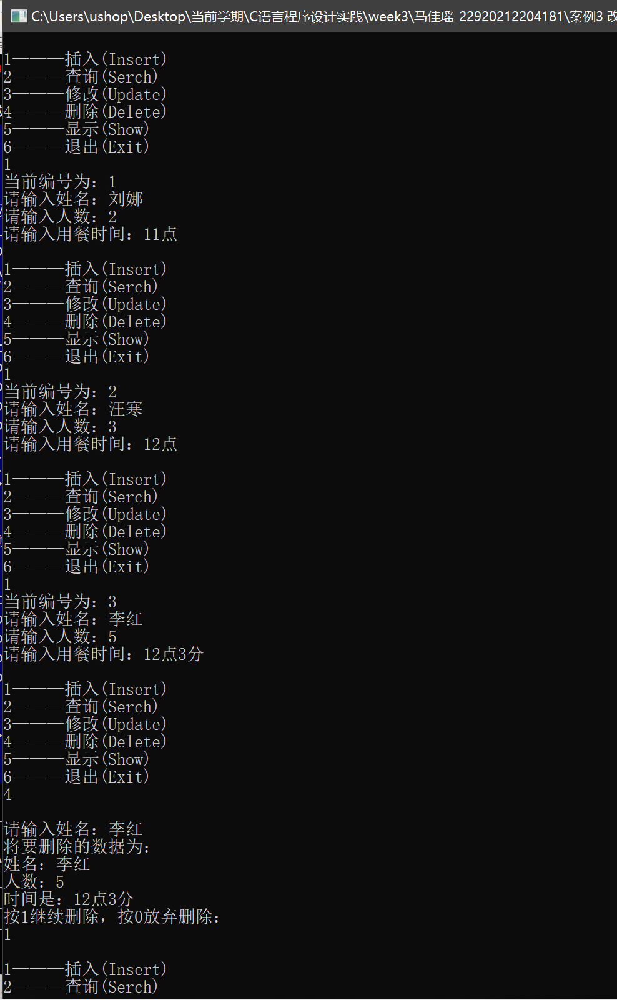 C:\Users\ushop\Desktop\当前学期\C语言程序设计实践\week3\马佳瑶_22920212204181\案例3 改
1———插入(Insert)
2———查询(Serch)
3———修改(Update)
4———删除(Delete)
5———显示(Show)
6———退出(Exit)
1
当前编号为：1
请输入姓名：刘娜
请输入人数：2
请输入用餐时间：11点
1———插入(Insert)
2———查询(Serch)
3———修改(Update)
4———删除(Delete)
5———显示(Show)
6———退出(Exit)
1
当前编号为：2
请输入姓名：汪寒
请输入人数：3
请输入用餐时间：12点
1———插入(Insert)
2———查询(Serch)
3———修改(Update)
4———删除(Delete)
5———显示(Show)
6———退出(Exit)
1
当前编号为：3
请输入姓名：李红
请输入人数：5
请输入用餐时间：12点3分
1———插入(Insert)
2———查询(Serch)
3———修改(Update)
4———删除(Delete)
5———显示(Show)
6———退出(Exit)
4
请输入姓名：李红
将要删除的数据为：
姓名：李红
人数：5
时间是：12点3分
按1继续删除，按0放弃删除：
1
1———插入(Insert)
2———查询(Serch)